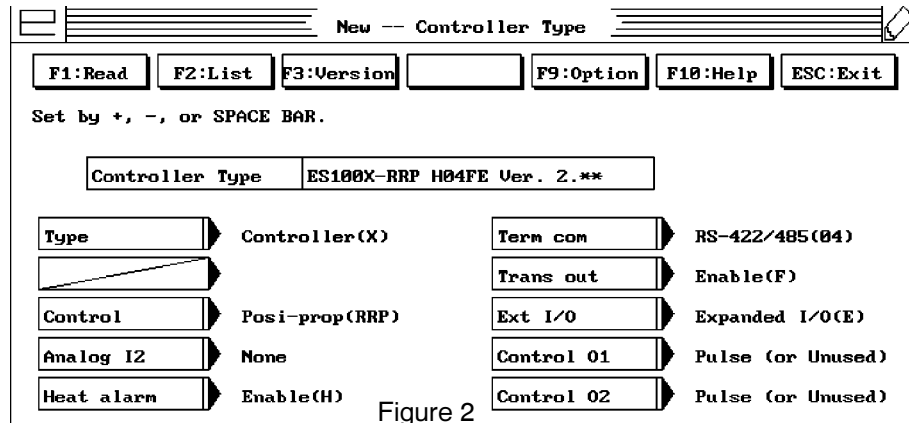 New -- Controller Type
F1:Read F2:List F3:Version F9:Option F10:Help ESC:Exit
Set by +, -, or SPACE BAR.
Controller Type ES100X-RRP H04FE Ver. 2.**
Type Controller(X) Term com RS-422/485(04)
Trans out Enable(F)
Control Posi-prop(RRP) Ext I/O Expanded I/O(E)
Analog I2 None Control O1 Pulse (or Unused)
Heat alarm Enable(H) Control O2 Pulse (or Unused)
Figure 2